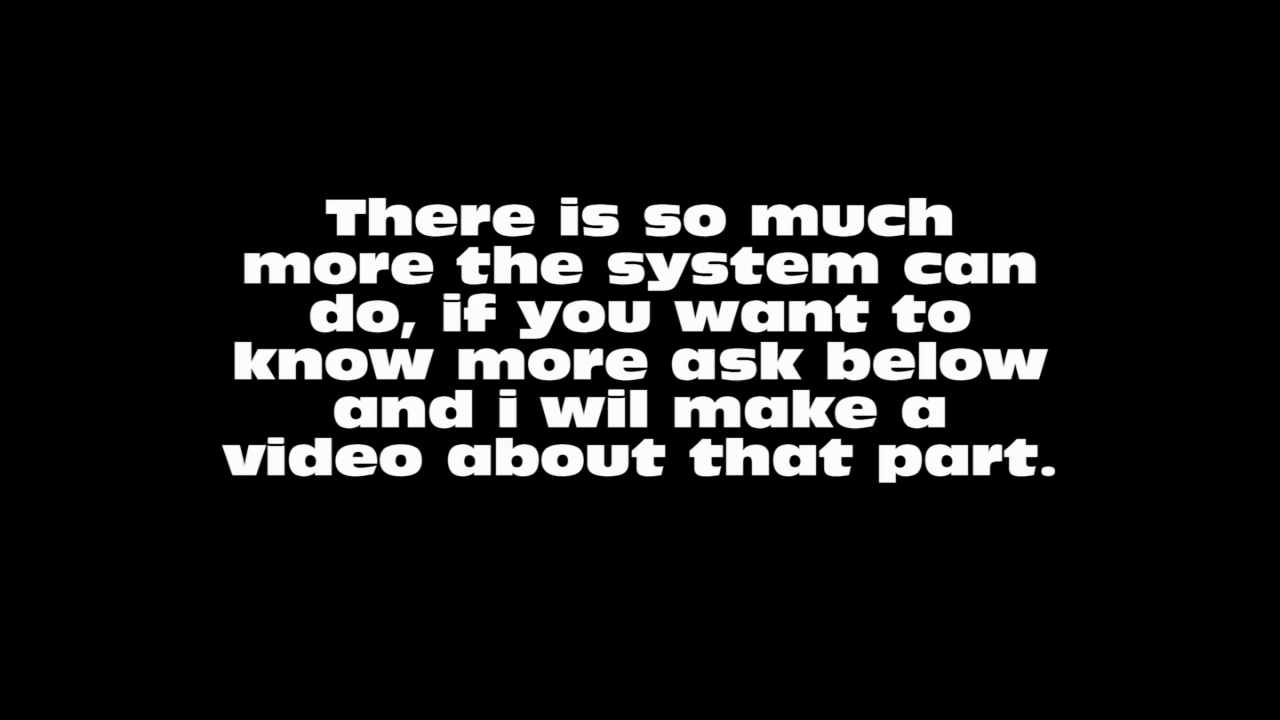 There is so much
more the system can
do, if you want to
know more ask below
and i wil make a
video about that part.